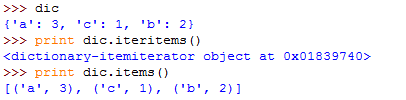 >>> dic
{'a': 3, 'c': 1, 'b': 2}
>>> print dic.iteritems()
<dictionary-itemiterator object at 0x01839740>
>>> print dic.items()
[('a', 3), ('c', 1), ('b', 2)]